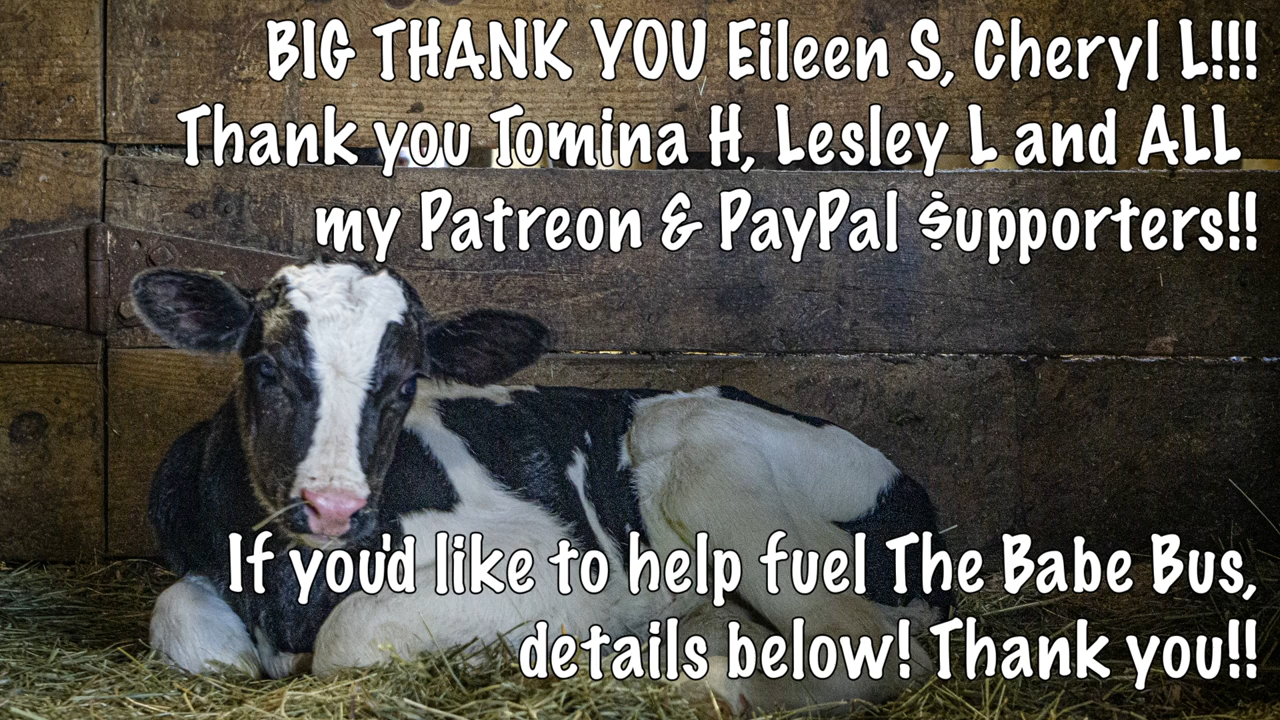 BIG THANK YOU Eileen S, Cheryl L!!!
Thank you Tomina H, Lesley L and ALL
my Patreon & PayPal $upporters!!
If you'd like to help fuel The Babe Bus,
details below! Thank you!!